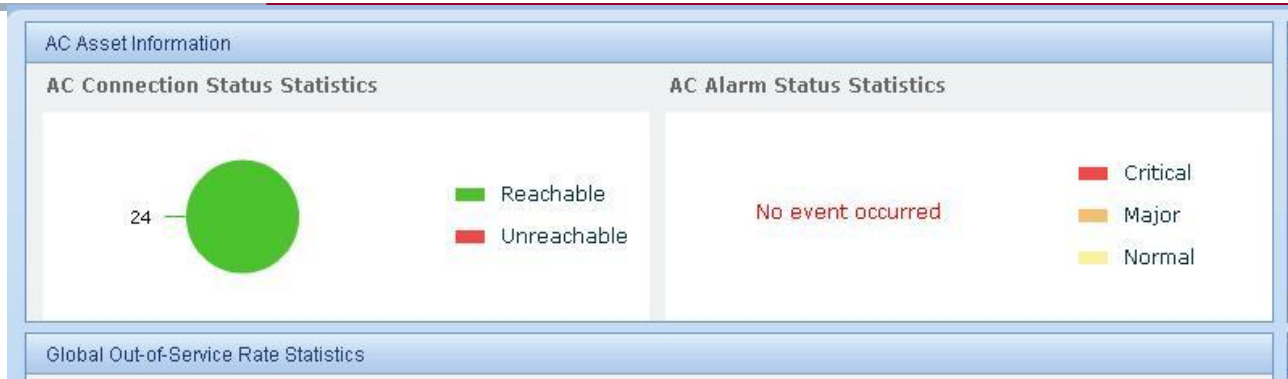 AC Asset Information
AC Connection Status Statistics
24
Reachable
Unreachable
AC Alarm Status Statistics
No event occurred
Critical
Major
Normal
Global Out-of-Service Rate Statistics